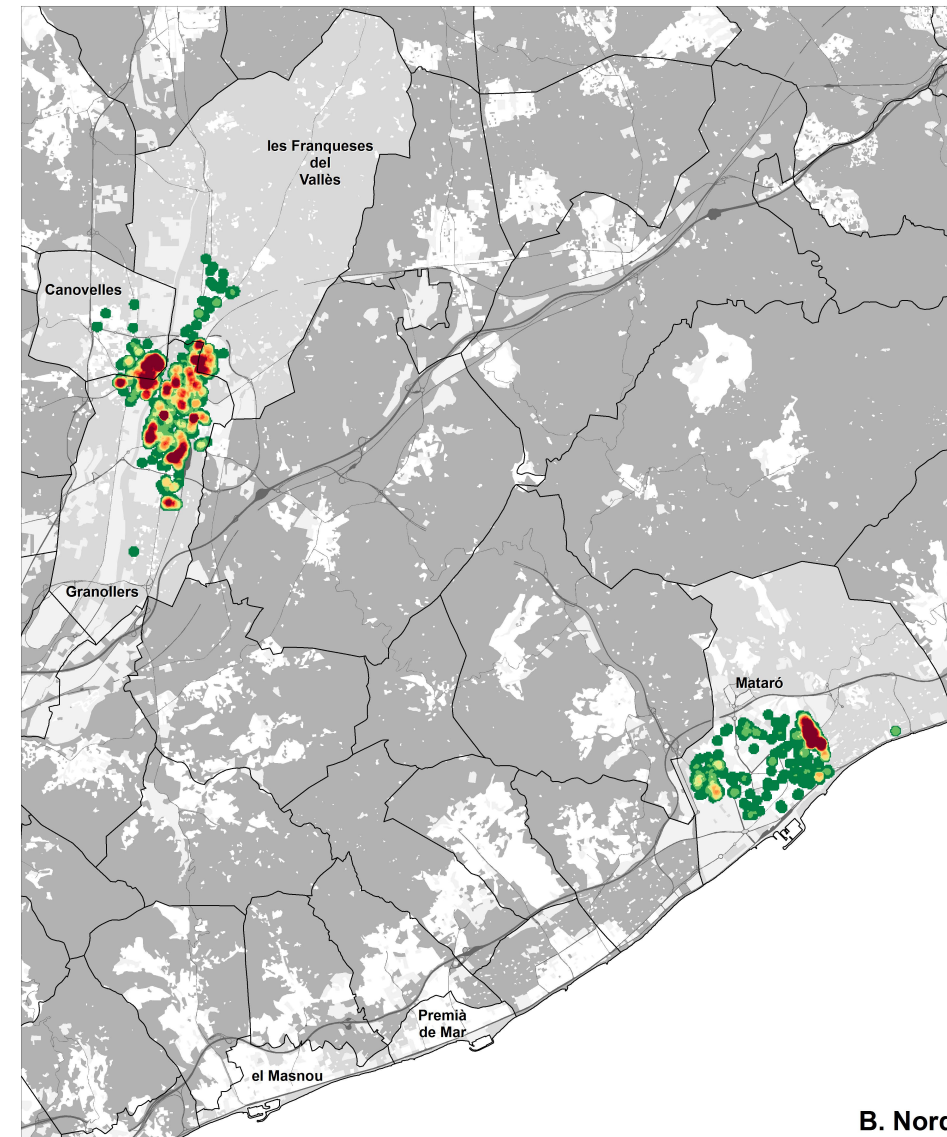 les Franqueses
del
Vallès
Canovelles
Granollers
Mataró
Premià
de Mar
el Masnou
B. Nord